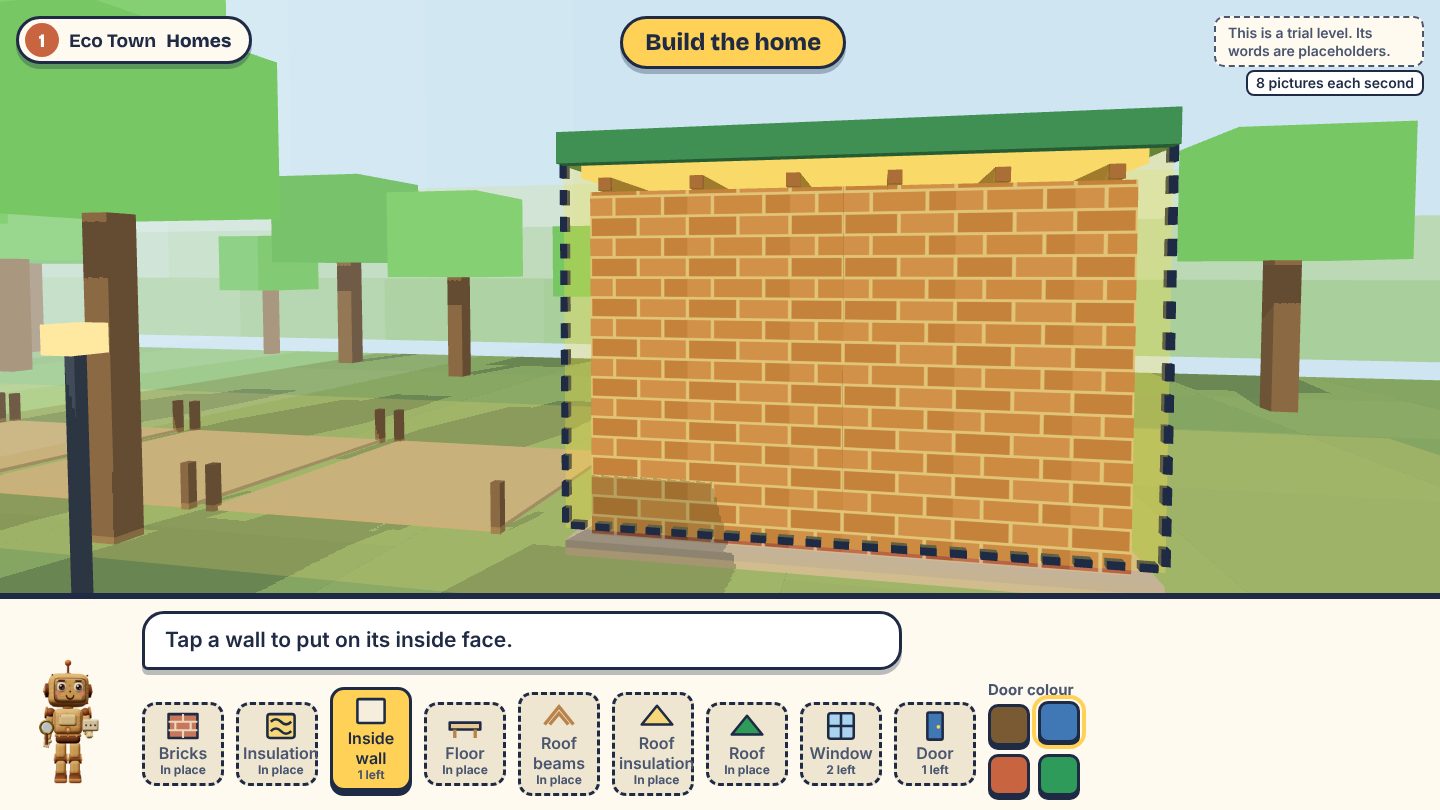 1 Eco Town Homes
Build the home
This is a trial level. Its
words are placeholders.
8 pictures each second
Tap a wall to put on its inside face.
Door colour
Bricks
In place
Insulation
In place
Inside
wall
1 left
Floor
In place
Roof
beams
In place
Roof
insulation
In place
Roof
In place
Window
2 left
Door
1 left